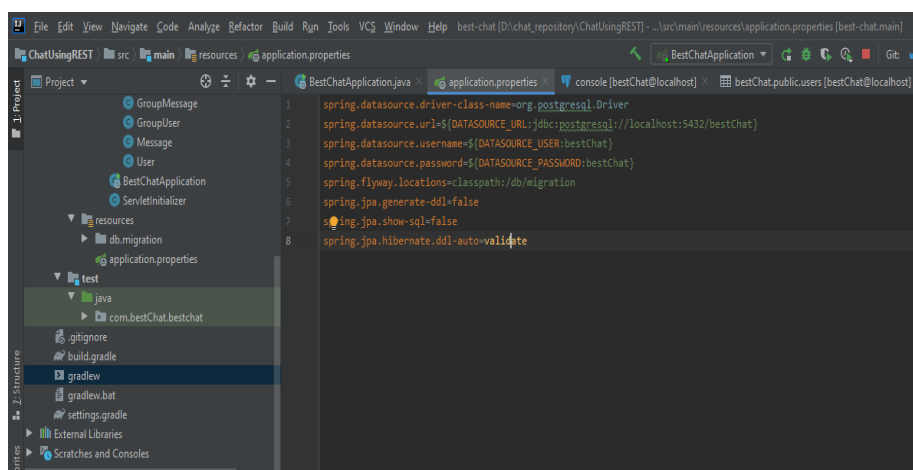 File Edit View Navigate Code Analyze Refactor Build Run Tools VCS Window Help best-chat [D:\chat_repository\ChatUsingREST] - ...\src\main\resources\application.properties [best-chat.main]
ChatUsingREST src main resources application.properties BestChatApplication Git:
1: Project
Project
BestChatApplication.java application.properties console [bestChat@localhost] bestChat.public.users [bestChat@localhost]
GroupMessage
GroupUser
Message
User
BestChatApplication
ServletInitializer
resources
db.migration
application.properties
test
java
com.bestChat.bestchat
.gitignore
build.gradle
gradlew
gradlew.bat
settings.gradle
External Libraries
Scratches and Consoles
1 spring.datasource.driver-class-name=org.postgresql.Driver
2 spring.datasource.url=${DATASOURCE_URL:jdbc:postgresql://localhost:5432/bestChat}
3 spring.datasource.username=${DATASOURCE_USER:bestChat}
4 spring.datasource.password=${DATASOURCE_PASSWORD:bestChat}
5 spring.flyway.locations=classpath:/db/migration
6 spring.jpa.generate-ddl=false
7 spring.jpa.show-sql=false
8 spring.jpa.hibernate.ddl-auto=validate
Z: Structure